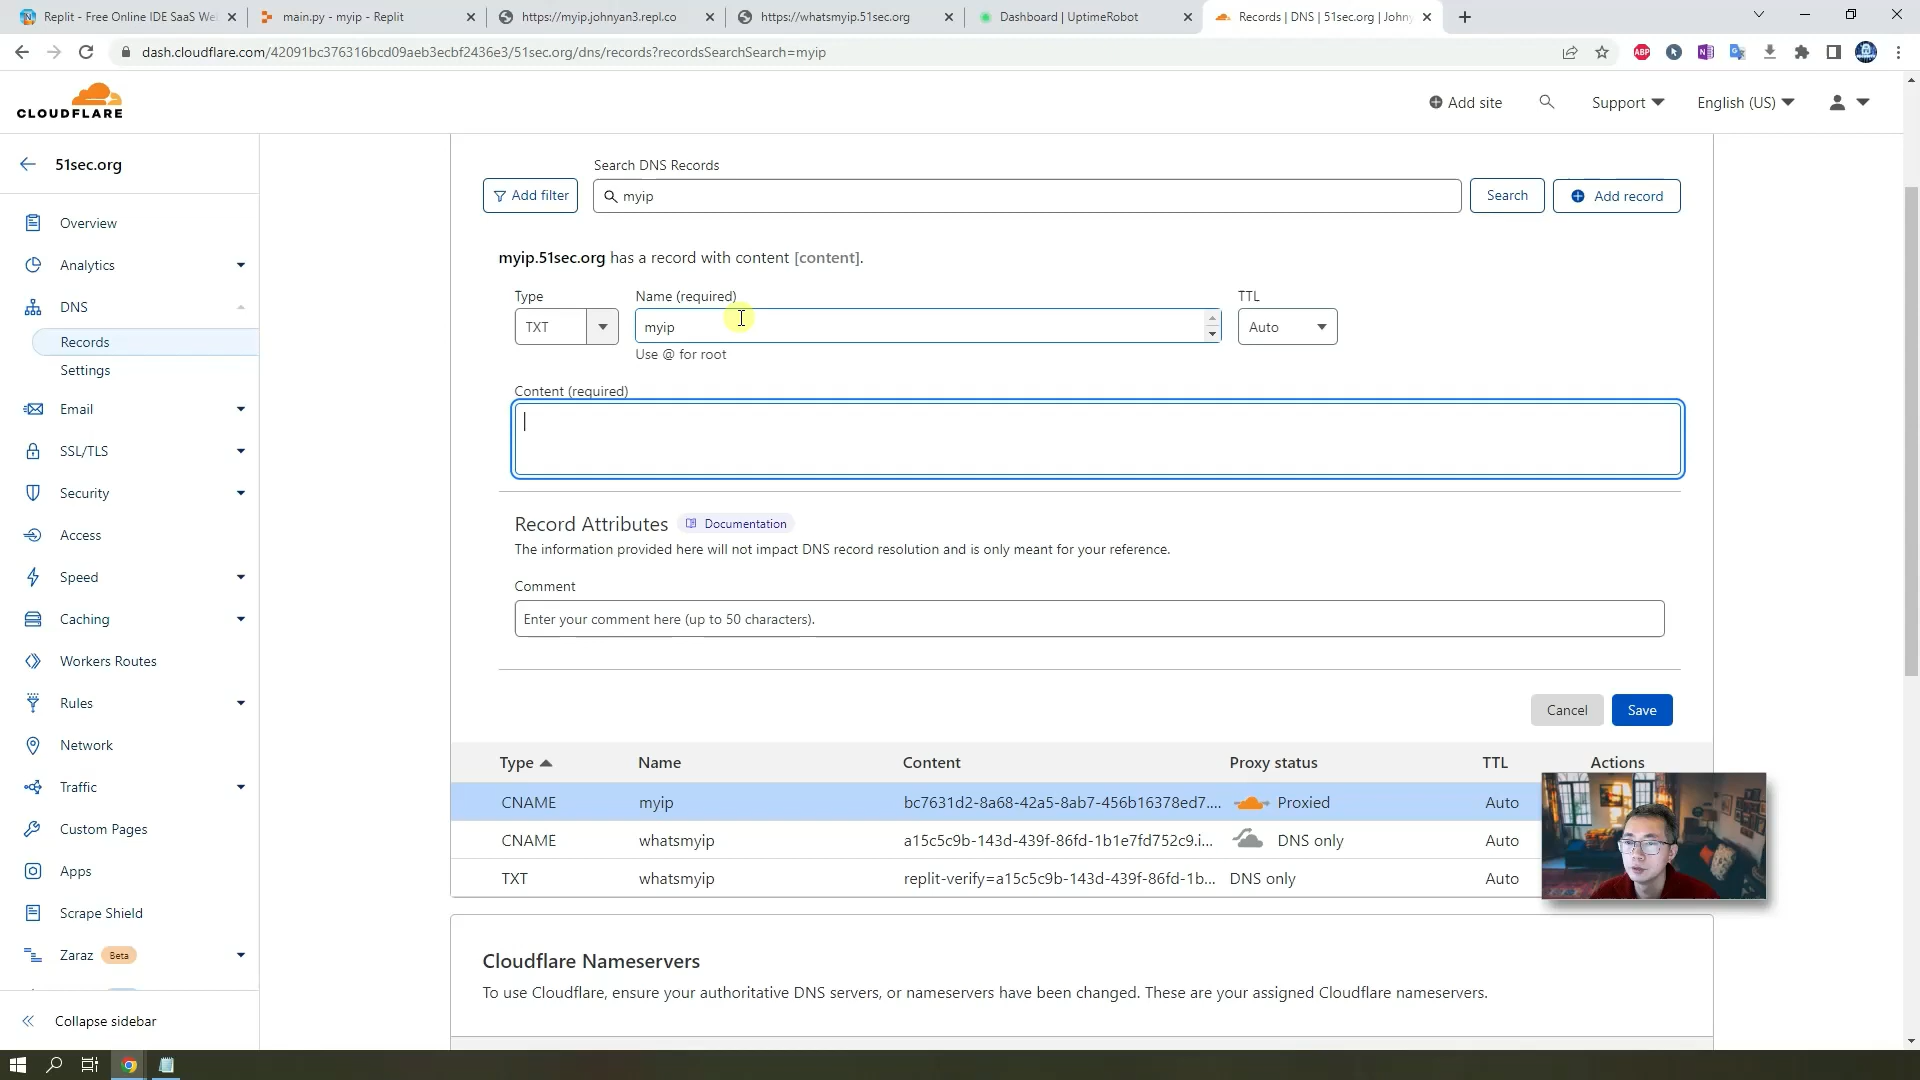 Replit - Free Online IDE SaaS We
main.py - myip - Replit
https://myip.johnyan3.repl.co
https://whatsmyip.51sec.org
Dashboard | UptimeRobot
Records | DNS | 51sec.org | Johny
dash.cloudflare.com/42091bc376316bcd09aeb3ecbf2436e3/51sec.org/dns/records?recordsSearchSearch=myip
ABP
CLOUDFLARE
Add site
Support
English (US)
51sec.org
Overview
Analytics
DNS
Records
Settings
Email
SSL/TLS
Security
Access
Speed
Caching
Workers Routes
Rules
Network
Traffic
Custom Pages
Apps
Scrape Shield
Zaraz Beta
Collapse sidebar
Search DNS Records
Add filter
myip
Search
Add record
myip.51sec.org has a record with content [content].
Type
Name (required)
TTL
TXT
myip
Auto
Use @ for root
Content (required)
Record Attributes
Documentation
The information provided here will not impact DNS record resolution and is only meant for your reference.
Comment
Enter your comment here (up to 50 characters).
Cancel
Save
Type Name Content Proxy status TTL Actions
CNAME myip bc7631d2-8a68-42a5-8ab7-456b16378ed7.... Proxied Auto
CNAME whatsmyip a15c5c9b-143d-439f-86fd-1b1e7fd752c9.i... DNS only Auto
TXT whatsmyip replit-verify=a15c5c9b-143d-439f-86fd-1b... DNS only Auto
Cloudflare Nameservers
To use Cloudflare, ensure your authoritative DNS servers, or nameservers have been changed. These are your assigned Cloudflare nameservers.